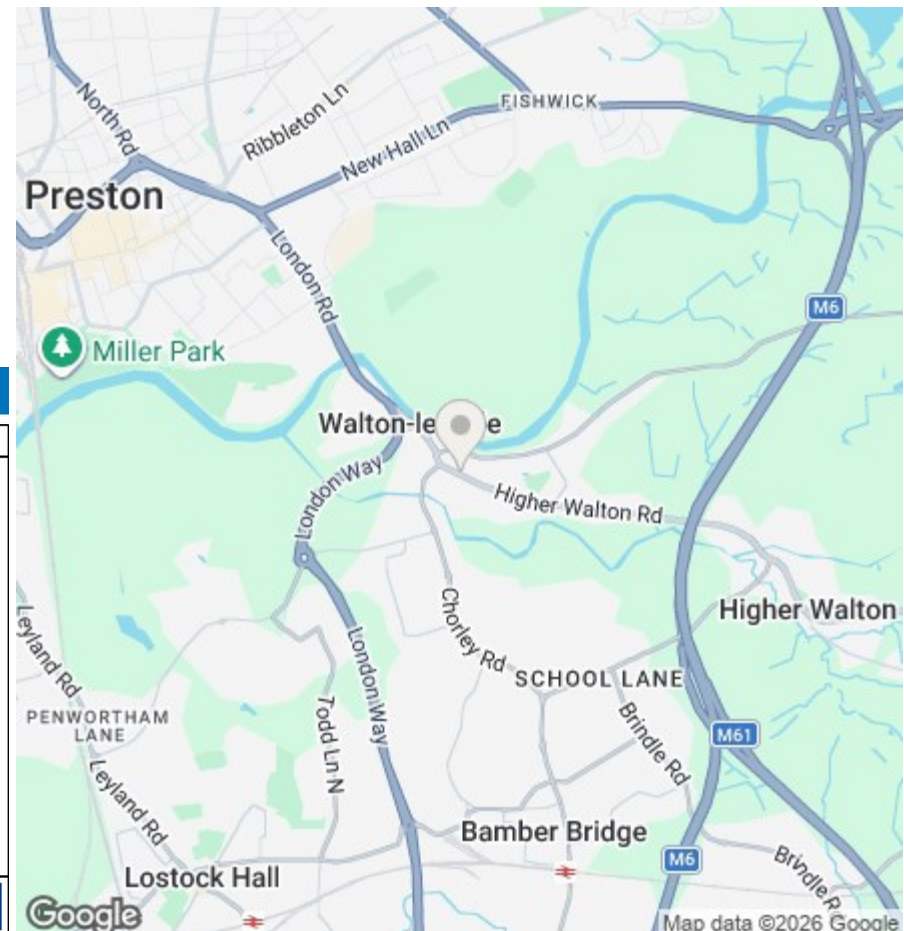 FISHWICK
North Rd
Ribbleton Ln
New Hall Ln
Preston
London Rd
M6
Miller Park
Walton-le
e
London Way
Higher Walton Rd
Chorley Rd
Higher Walton
Leyland Rd
London Way
SCHOOL LANE
PENWORTHAM
LANE
Todd Ln N
Brindle Rd
M61
Leyland Rd
Bamber Bridge
M6
Brindle R
Lostock Hall
Google
Map data ©2026 Google